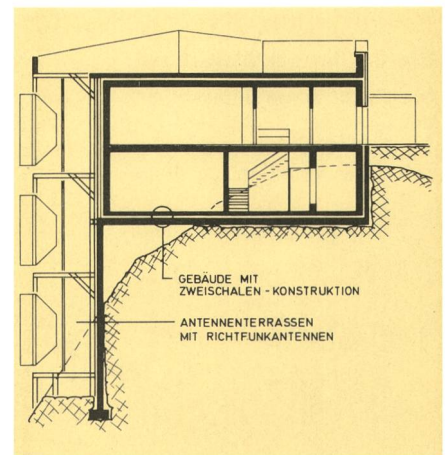 GEBÄUDE MIT
ZWEISCHALEN-KONSTRUKTION
ANTENNENTERRASSEN
MIT RICHTFUNKANTENNEN